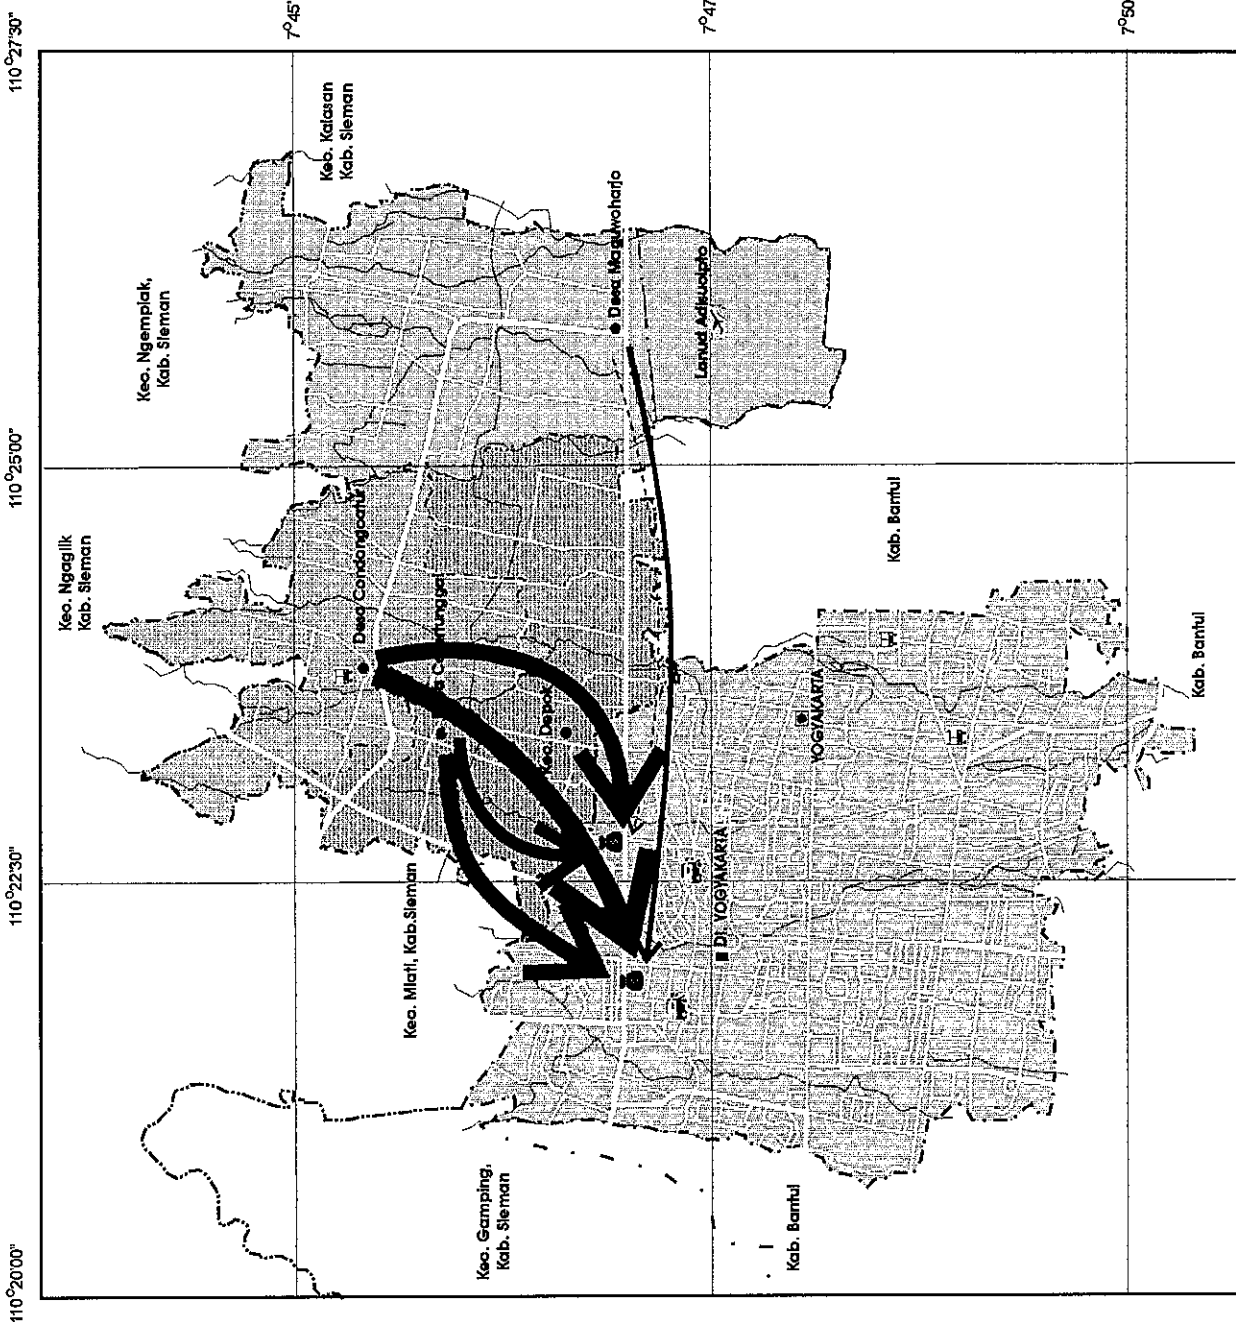 110°20'00"
110°22'30"
110°25'00"
110°27'30"
Kec. Ngaglik
Kab. Sleman
Kec. Ngemplak,
Kab. Sleman
7°45'
Kec. Kalasan
Kab. Sleman
Desa Condongcatur
Kec. Mlati, Kab.Sleman
Kec. Gamping,
Kab. Sleman
Kec. Depok
Desa Maguwoharjo
Lanud Adisucipto
7°47
DI. YOGYAKARTA
Kab. Bantul
YOGYAKARTA
Kab. Bantul
7°50
Kab. Bantul